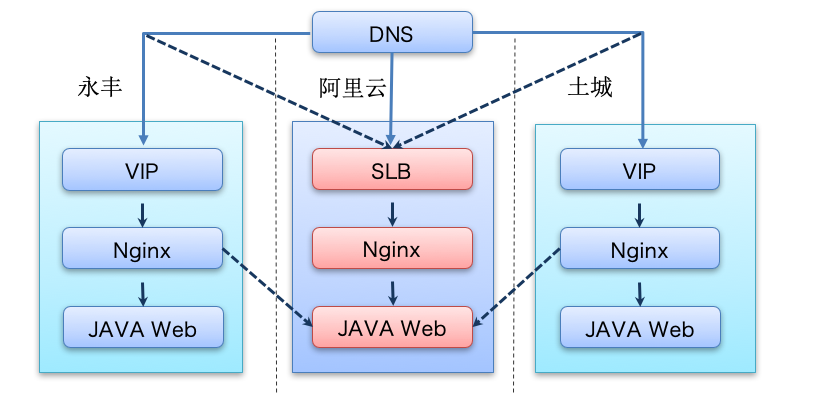 DNS
永丰
阿里云
土城
VIP
SLB
VIP
Nginx
Nginx
Nginx
JAVA Web
JAVA Web
JAVA Web